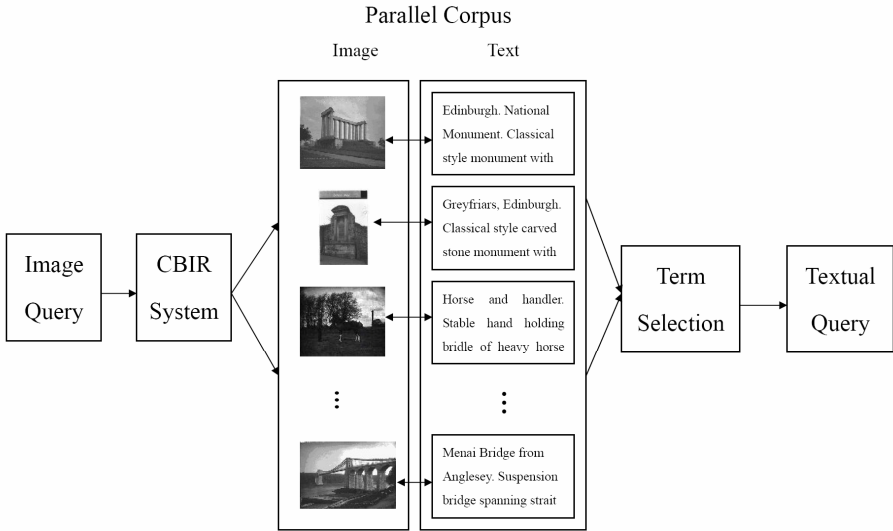 Parallel Corpus
Image
Text
Edinburgh. National
Monument. Classical
style monument with
Greyfriars, Edinburgh.
Classical style carved
stone monument with
Image
Query
CBIR
System
Horse and handler.
Stable hand holding
bridle of heavy horse
Term
Selection
Textual
Query
Menai Bridge from
Anglesey. Suspension
bridge spanning strait